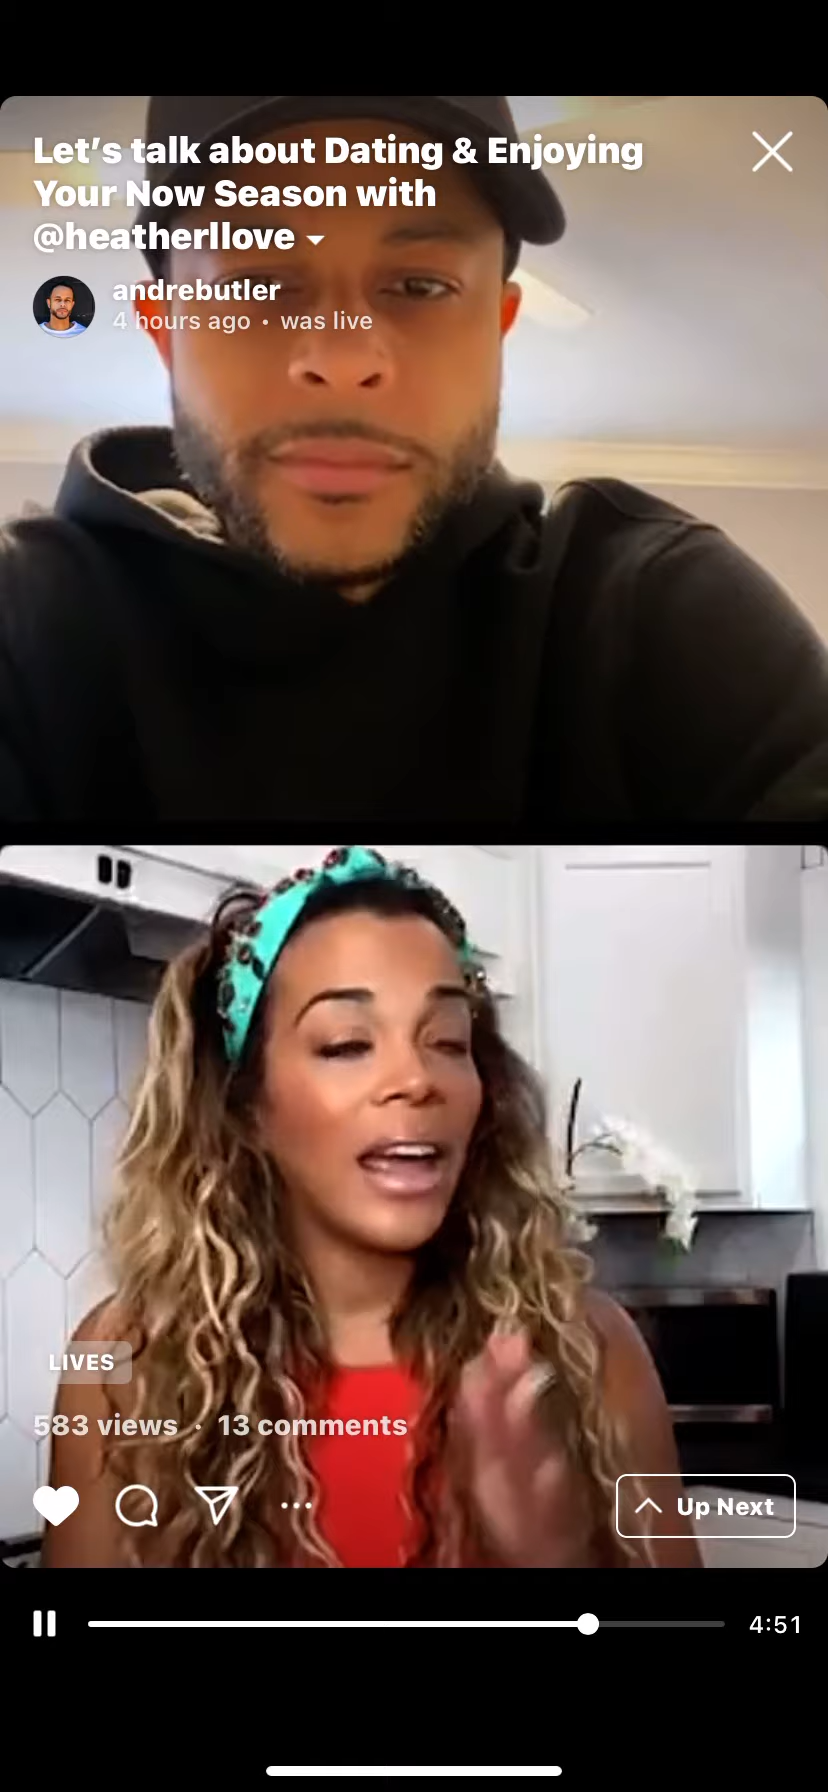 Let’s talk about Dating & Enjoying
Your Now Season with
@heatherllove
andrebutler
4 hours ago • was live
LIVES
583 views · 13 comments
Up Next
4:51